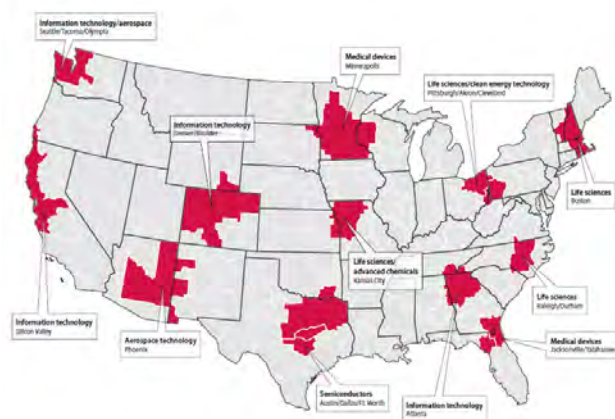 Information technology/aerospace
Seattle/Tacoma/Olympia
Medical devices
Minneapolis
Life sciences/clean energy technology
Pittsburgh/Akron/Cleveland
Information technology
Denver/Boulder
Life sciences
Boston
Life sciences/
advanced chemicals
Kansas City
Life sciences
Raleigh/Durham
Information technology
Silicon Valley
Aerospace technology
Phoenix
Medical devices
Jacksonville/Tallahassee
Semiconductors
Austin/Dallas/Ft. Worth
Information technology
Atlanta